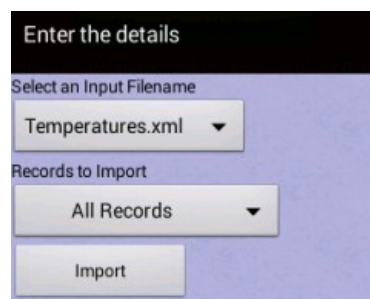 Enter the details
Select an Input Filename
Temperatures.xml
Records to Import
All Records
Import